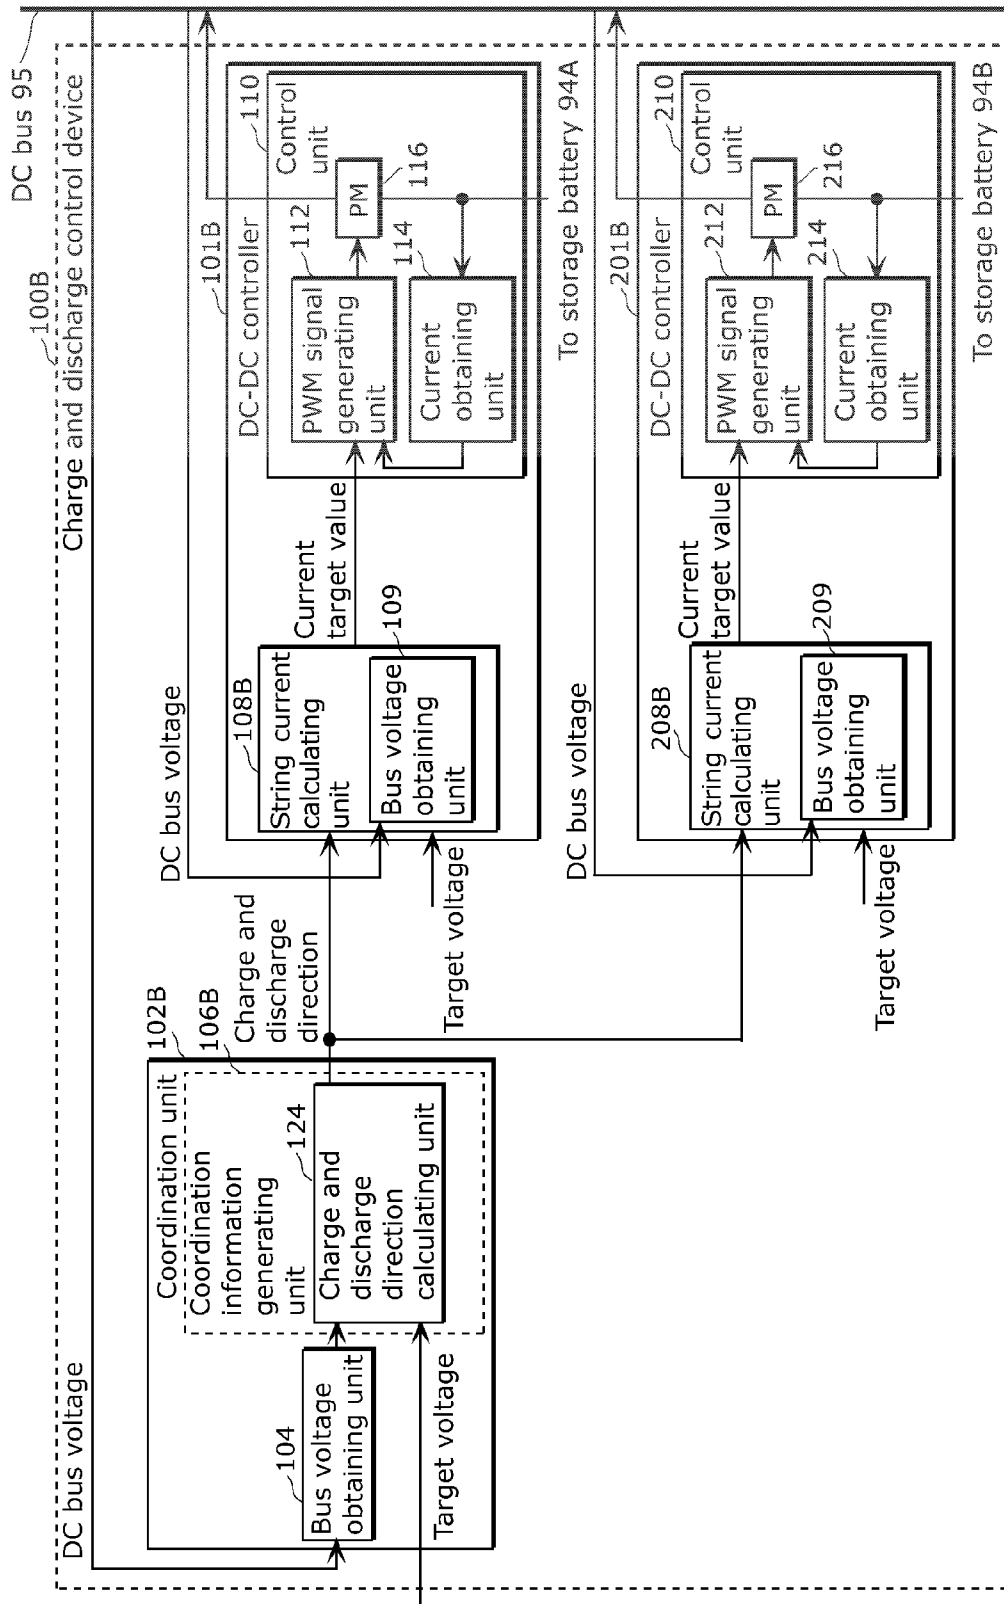 DC bus 95
100B
Charge and discharge control device
DC bus voltage
102B
Coordination unit
106B
Coordination
information
generating
unit
104
Bus voltage
obtaining unit
124
Charge and
discharge
direction
calculating unit
Target voltage
Charge and
discharge
direction
DC bus voltage
101B
DC-DC controller
108B
String current
calculating
unit
109
Bus voltage
obtaining
unit
Target voltage
Current
target value
110
Control
unit
112
PWM signal
generating
unit
PM
116
114
Current
obtaining
unit
To storage battery 94A
DC bus voltage
201B
DC-DC controller
208B
String current
calculating
unit
209
Bus voltage
obtaining
unit
Target voltage
Current
target value
210
Control
unit
212
PWM signal
generating
unit
PM
216
214
Current
obtaining
unit
To storage battery 94B